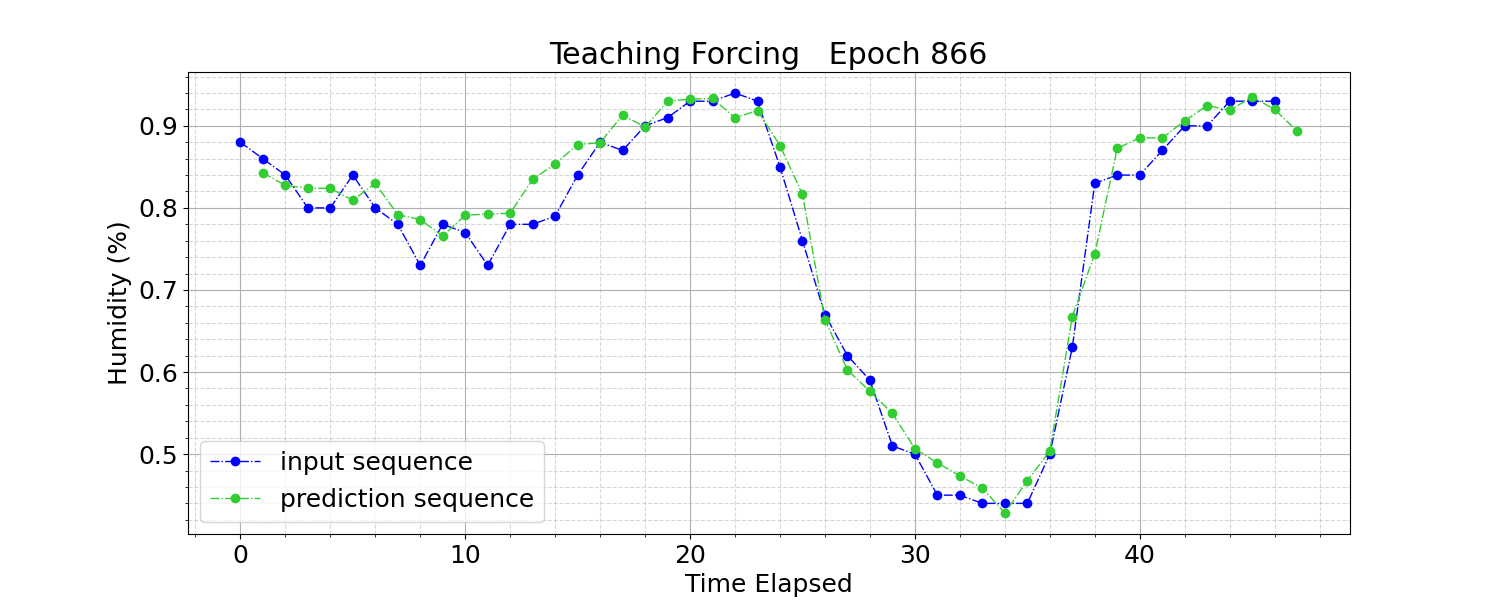 Teaching Forcing   Epoch 866
Humidity (%)
0.9
0.8
0.7
0.6
0.5
input sequence
prediction sequence
0 10 20 30 40
Time Elapsed